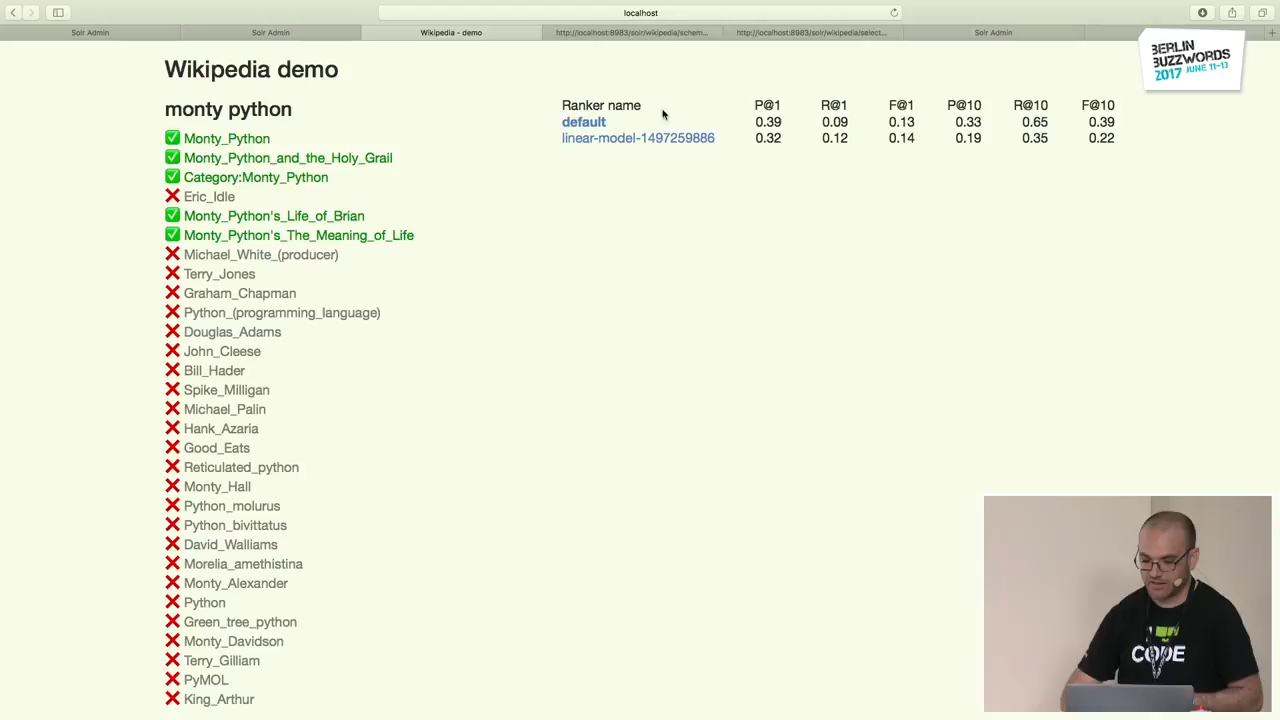 localhost
Solr Admin
Solr Admin
Wikipedia - demo
http://localhost:8983/solr/wikipedia/schem...
http://localhost:8983/solr/wikipedia/select...
Solr Admin
BERLIN
BUZZWORDS
2017 JUNE 11-13
Wikipedia demo
monty python
Monty_Python
Monty_Python_and_the_Holy_Grail
Category:Monty_Python
Eric_Idle
Monty_Python's_Life_of_Brian
Monty_Python's_The_Meaning_of_Life
Michael_White_(producer)
Terry_Jones
Graham_Chapman
Python_(programming_language)
Douglas_Adams
John_Cleese
Bill_Hader
Spike_Milligan
Michael_Palin
Hank_Azaria
Good_Eats
Reticulated_python
Monty_Hall
Python_molurus
Python_bivittatus
David_Walliams
Morelia_amethistina
Monty_Alexander
Python
Green_tree_python
Monty_Davidson
Terry_Gilliam
PyMOL
King_Arthur
Ranker name P@1 R@1 F@1 P@10 R@10 F@10
default 0.39 0.09 0.13 0.33 0.65 0.39
linear-model-1497259886 0.32 0.12 0.14 0.19 0.35 0.22
CODE